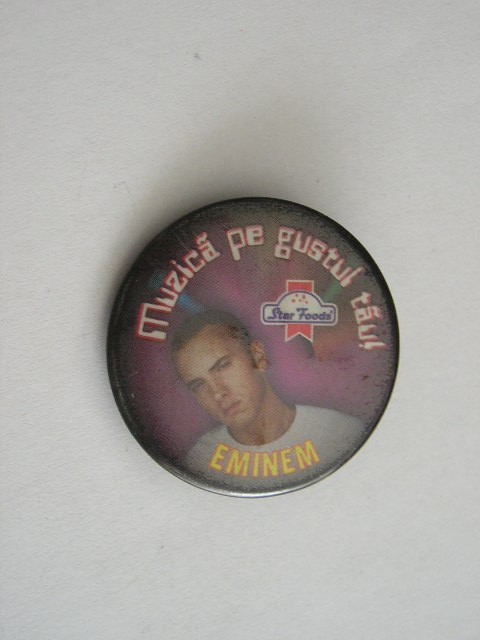 Muzică pe gustul tău!
Star Foods
EMINEM